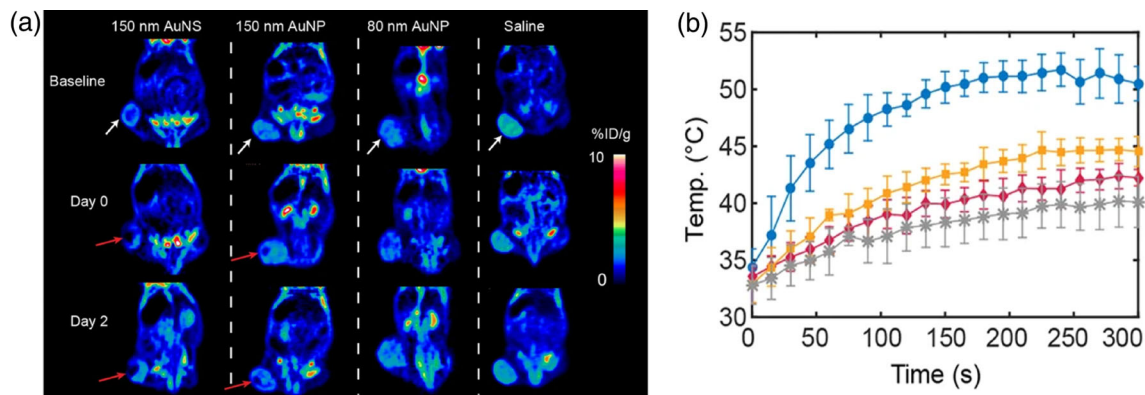 (a)
150 nm AuNS 150 nm AuNP 80 nm AuNP Saline
Baseline
Day 0
Day 2
%ID/g
10
0
(b)
55
50
45
40
35
30
Temp. (°C)
0 50 100 150 200 250 300
Time (s)